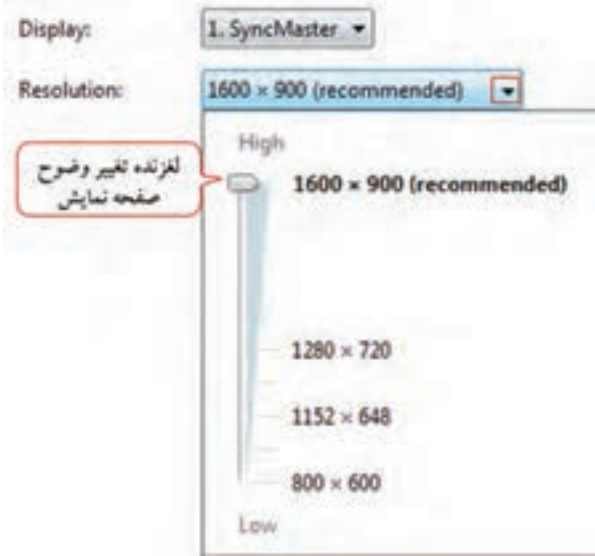 Display: 1. SyncMaster
Resolution: 1600 × 900 (recommended)
High
لغزنده تغییر وضوح
صفحه نمایش
1600 × 900 (recommended)
1280 × 720
1152 × 648
800 × 600
Low